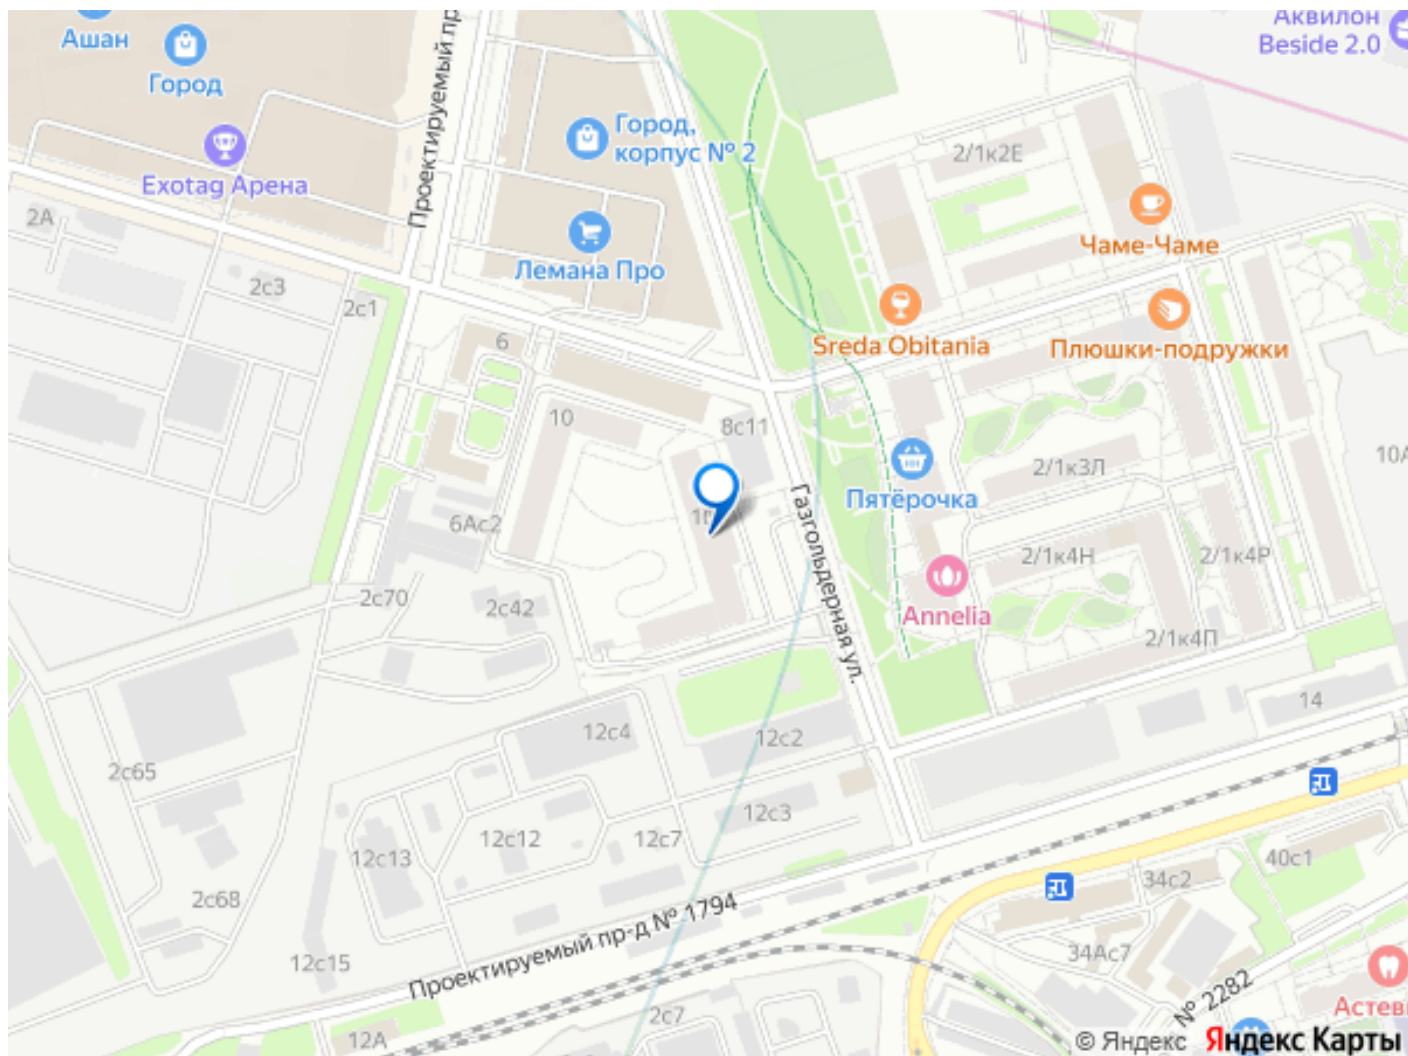 Ашан
Город
Проектируемый пр
Город,
корпус № 2
Аквилон
Beside 2.0
Exotag Арена
2/1к2Е
2А
Чаме-Чаме
Лемана Про
2с3
2с1
Sreda Obitania
Плюшки-подружки
6
10
8с11
2/1к3Л
10А
Пятёрочка
Газгольдерная ул.
6Ас2
2/1к4Н
2/1к4Р
2с70
2с42
Annelia
2/1к4П
14
12с4
12с2
2с65
12с3
12с12
12с7
12с13
40с1
34с2
2с68
Проектируемый пр-д № 1794
34Ас7
12с15
№ 2282
Астев
2с7
12А
© Яндекс Яндекс Карты